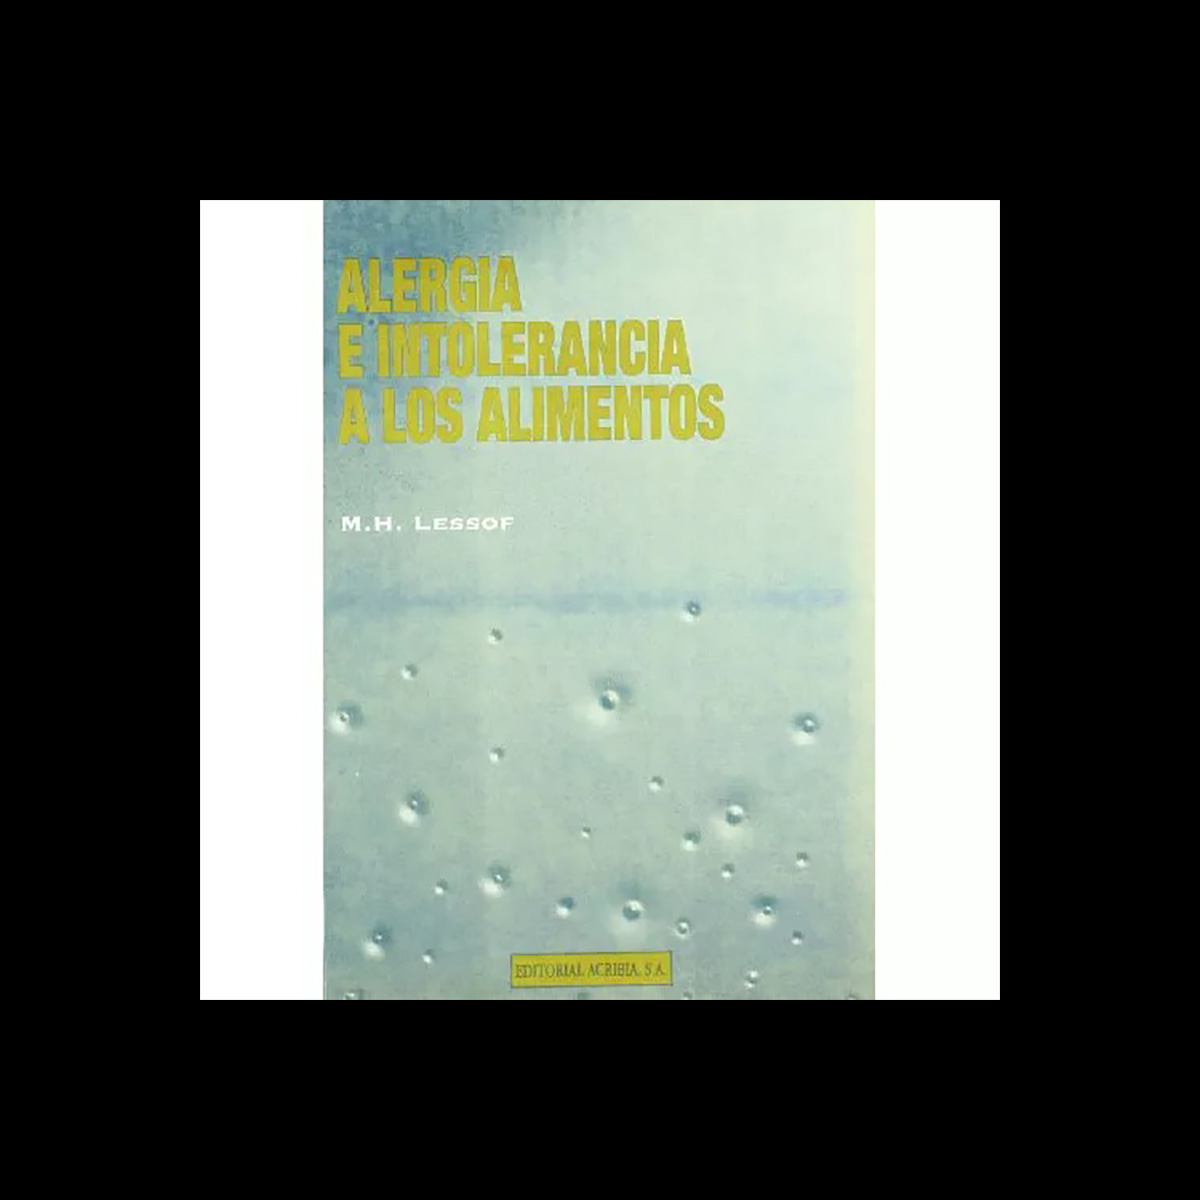 ALERGIA
E INTOLERANCIA
A LOS ALIMENTOS
M.H. LESSOF
EDITORIAL ACRIBIA, S.A.